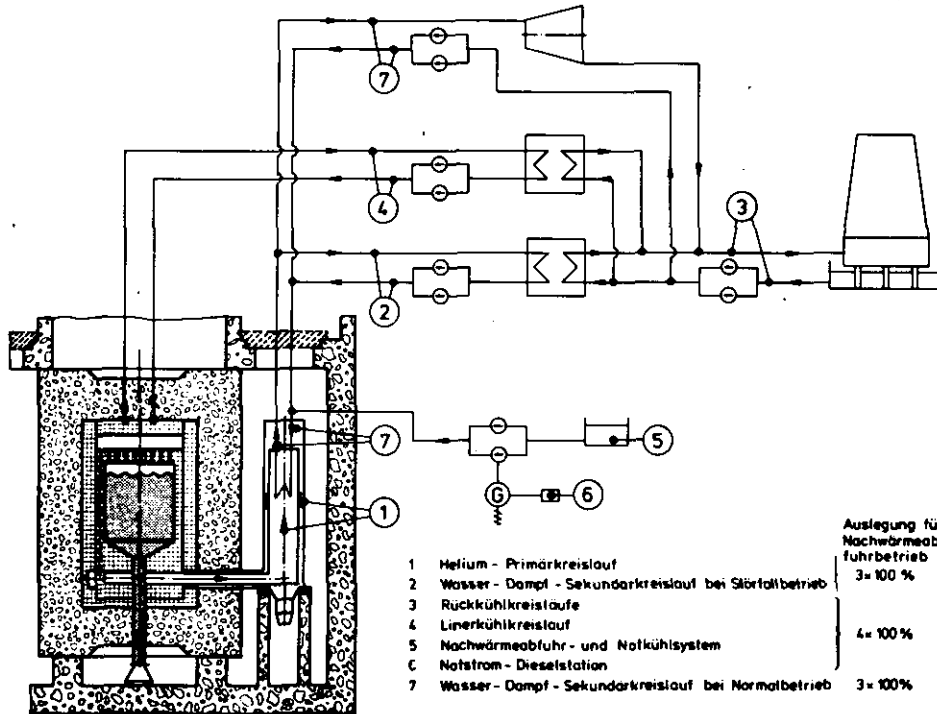 7
4
3
2
7
5
G
6
1
Auslegung für
Nachwärmeab
fuhrbetrieb
1 Helium - Primärkreislauf
2 Wasser - Dampf - Sekundärkreislauf bei Störfallbetrieb
3 × 100 %
3 Rückkühlkreisläufe
4 Linerkühlkreislauf
5 Nachwärmeabfuhr- und Notkühlsystem
4 × 100 %
6 Notstrom - Dieselstation
7 Wasser - Dampf - Sekundärkreislauf bei Normalbetrieb 3 × 100%